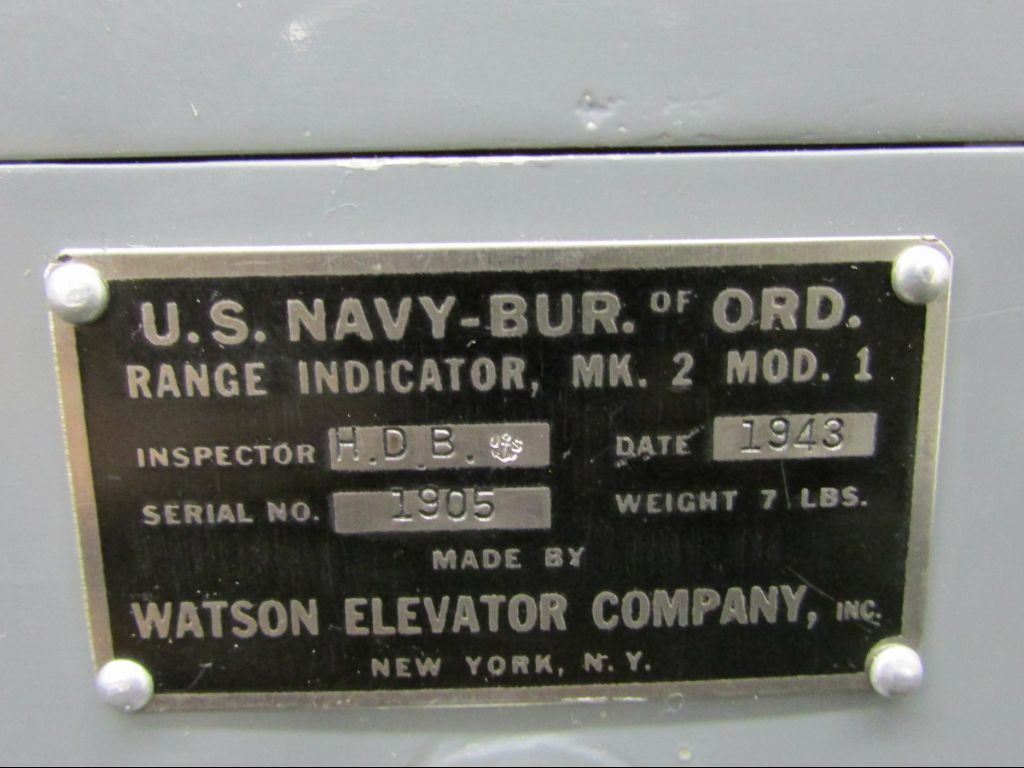 U.S. NAVY-BUR. OF ORD.
RANGE INDICATOR, MK. 2 MOD. 1
INSPECTOR H.D.B. US DATE 1943
SERIAL NO. 1905 WEIGHT 7 LBS.
MADE BY
WATSON ELEVATOR COMPANY, INC.
NEW YORK, N.Y.